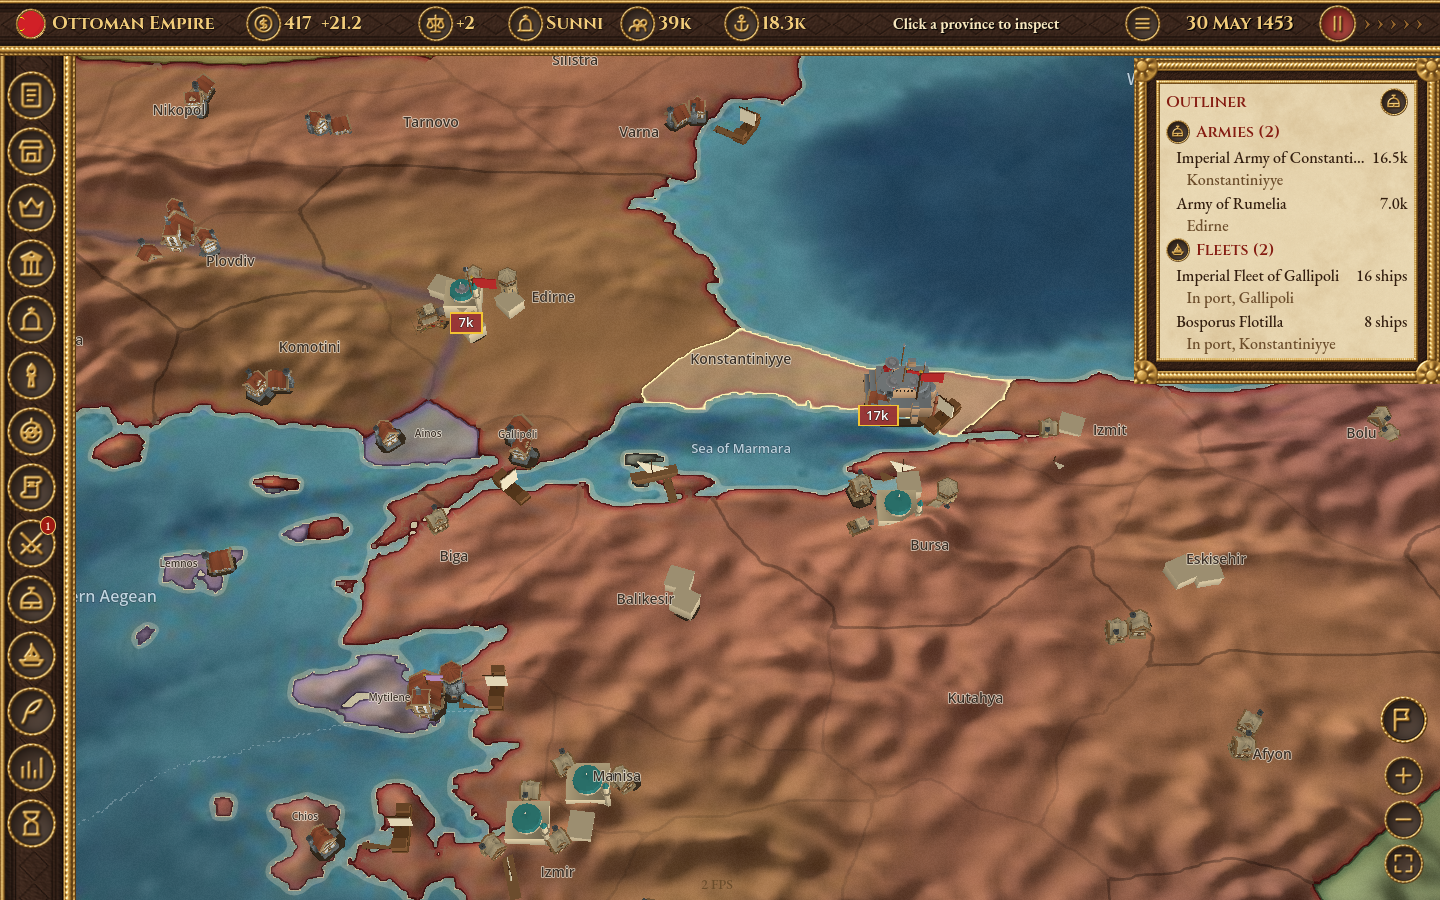 OTTOMAN EMPIRE 417 +21.2 +2 SUNNI 39K 18.3K Click a province to inspect 30 MAY 1453
Silistra
OUTLINER
Nikopol
Tarnovo
Varna
ARMIES (2)
Imperial Army of Constanti... 16.5k
Konstantiniyye
Army of Rumelia 7.0k
Edirne
FLEETS (2)
Imperial Fleet of Gallipoli 16 ships
In port, Gallipoli
Bosporus Flotilla 8 ships
In port, Konstantiniyye
Plovdiv
Edirne
7k
Komotini
Konstantiniyye
17k
Ainos
Gallipoli
Sea of Marmara
Izmit
Bolu
1
Biga
Bursa
Eskisehir
Lemnos
ern Aegean
Balikesir
Mytilene
Kutahya
Afyon
Manisa
Chios
Izmir
2 FPS